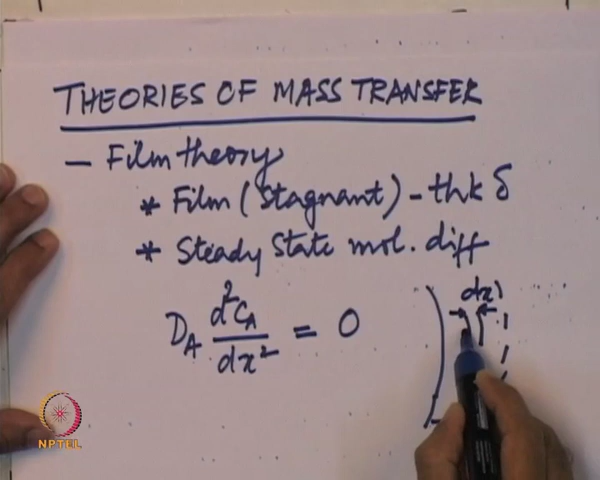 THEORIES OF MASS TRANSFER
— Film theory
* Film (Stagnant) - thk δ
* Steady State mol. diff
D_A d²C_A/dx² = 0
dx
NPTEL